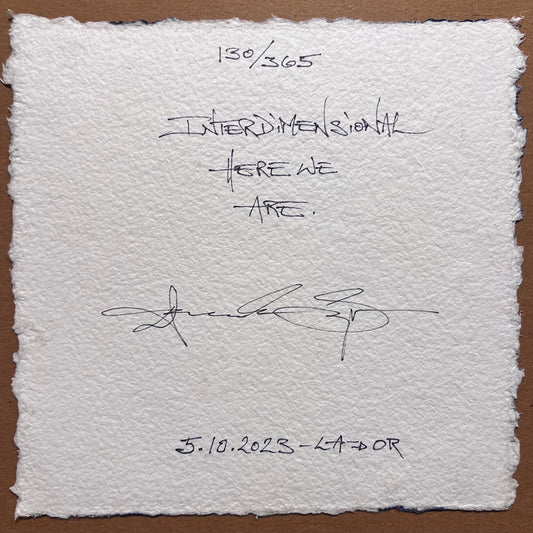 130/365
INTERDIMENSIONAL
HERE WE
ARE.
5.10.2023 - LA-DOR